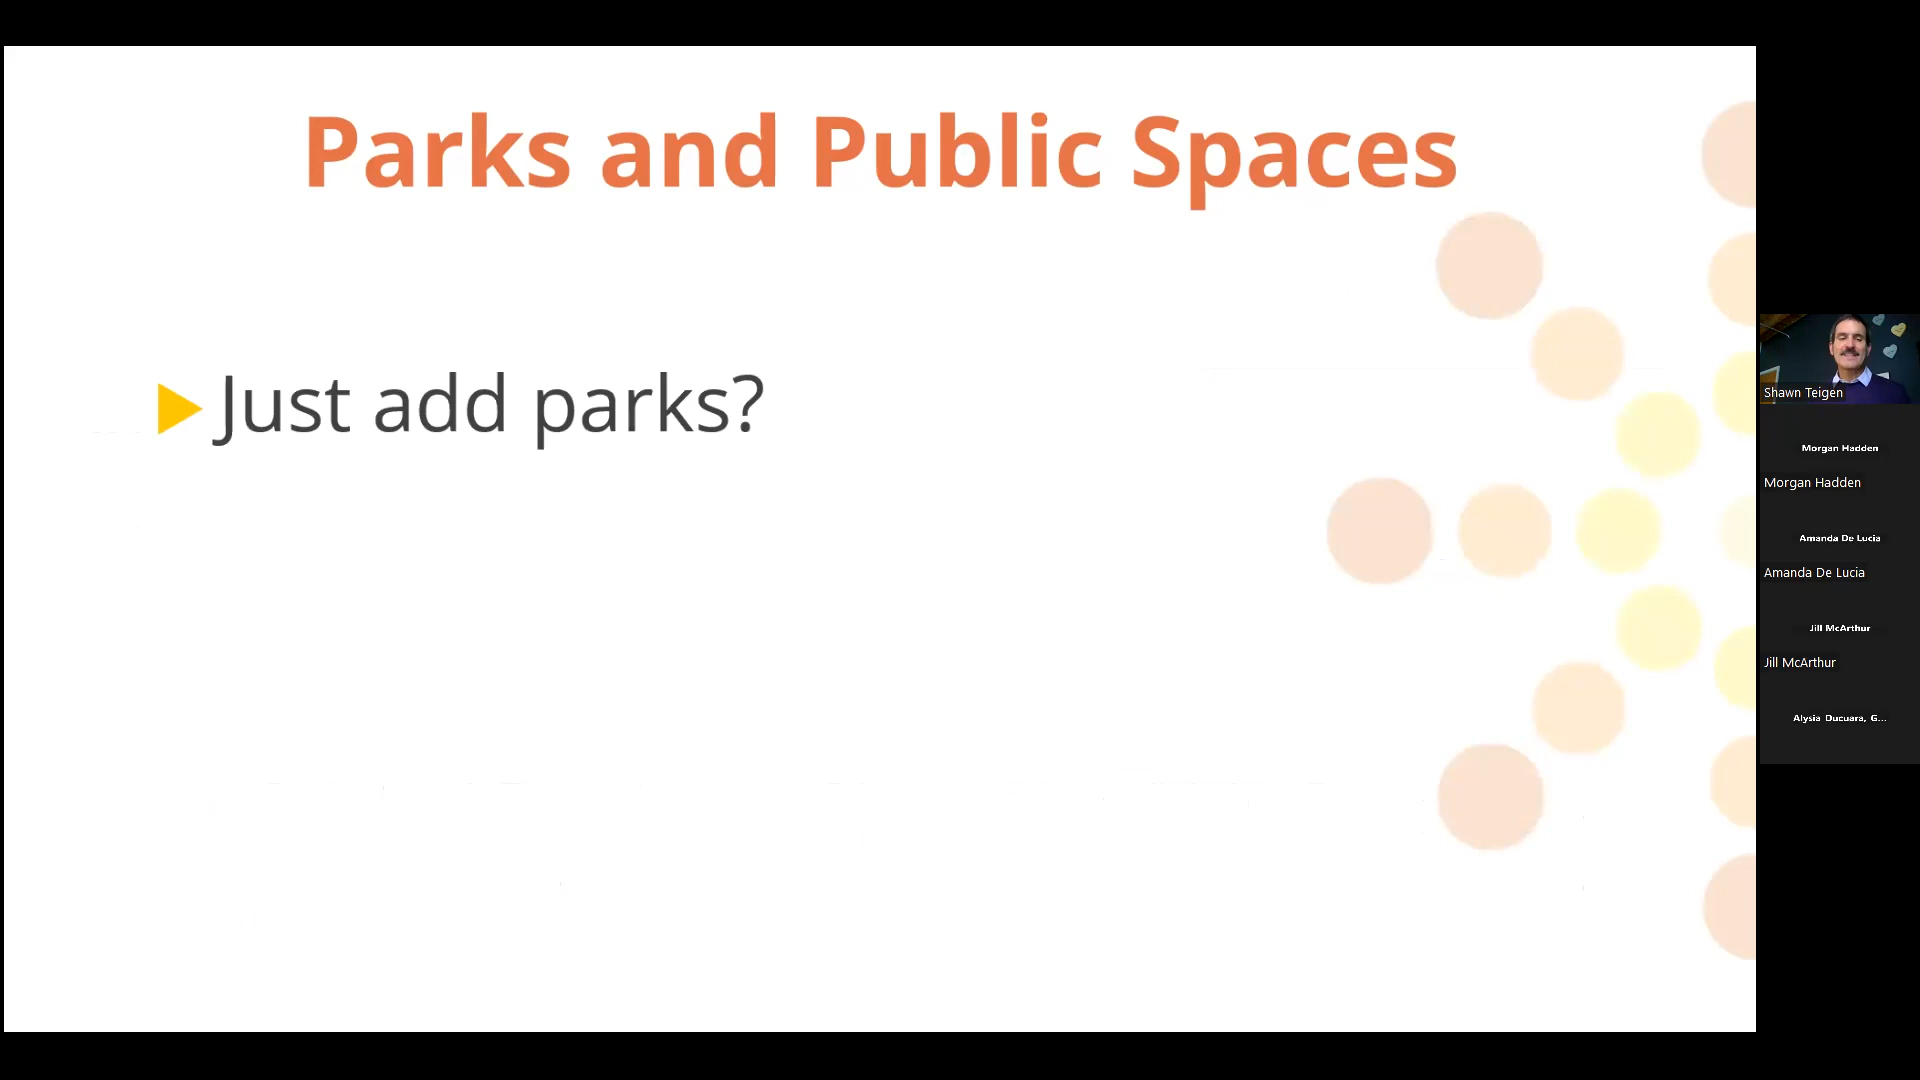 Parks and Public Spaces
Just add parks?
Shawn Teigen
Morgan Hadden
Morgan Hadden
Amanda De Lucia
Amanda De Lucia
Jill McArthur
Jill McArthur
Alysia Ducuara, G...